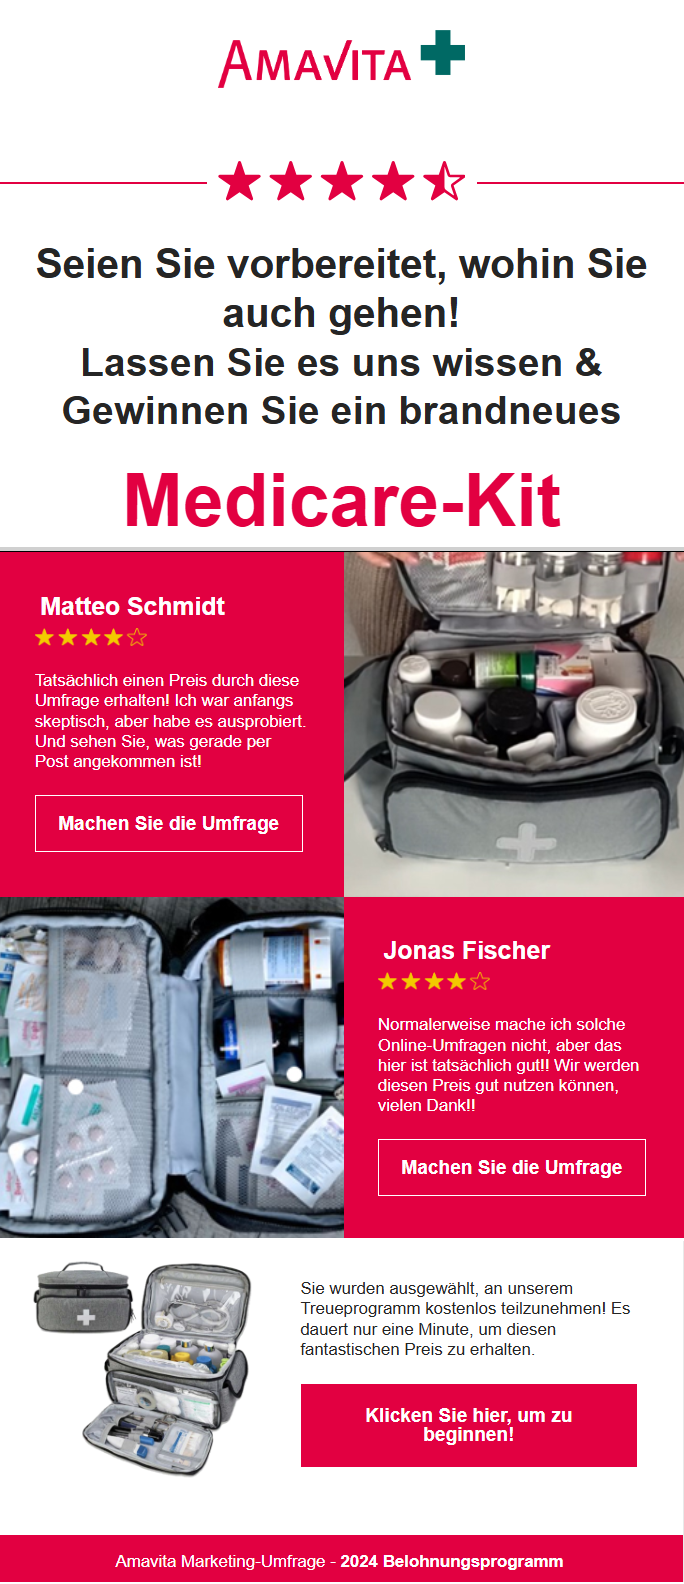 AMAVITA
Seien Sie vorbereitet, wohin Sie
auch gehen!
Lassen Sie es uns wissen &
Gewinnen Sie ein brandneues
Medicare-Kit
Matteo Schmidt
Tatsächlich einen Preis durch diese
Umfrage erhalten! Ich war anfangs
skeptisch, aber habe es ausprobiert.
Und sehen Sie, was gerade per
Post angekommen ist!
Machen Sie die Umfrage
Jonas Fischer
Normalerweise mache ich solche
Online-Umfragen nicht, aber das
hier ist tatsächlich gut!! Wir werden
diesen Preis gut nutzen können,
vielen Dank!!
Machen Sie die Umfrage
Sie wurden ausgewählt, an unserem
Treueprogramm kostenlos teilzunehmen! Es
dauert nur eine Minute, um diesen
fantastischen Preis zu erhalten.
Klicken Sie hier, um zu
beginnen!
Amavita Marketing-Umfrage - 2024 Belohnungsprogramm